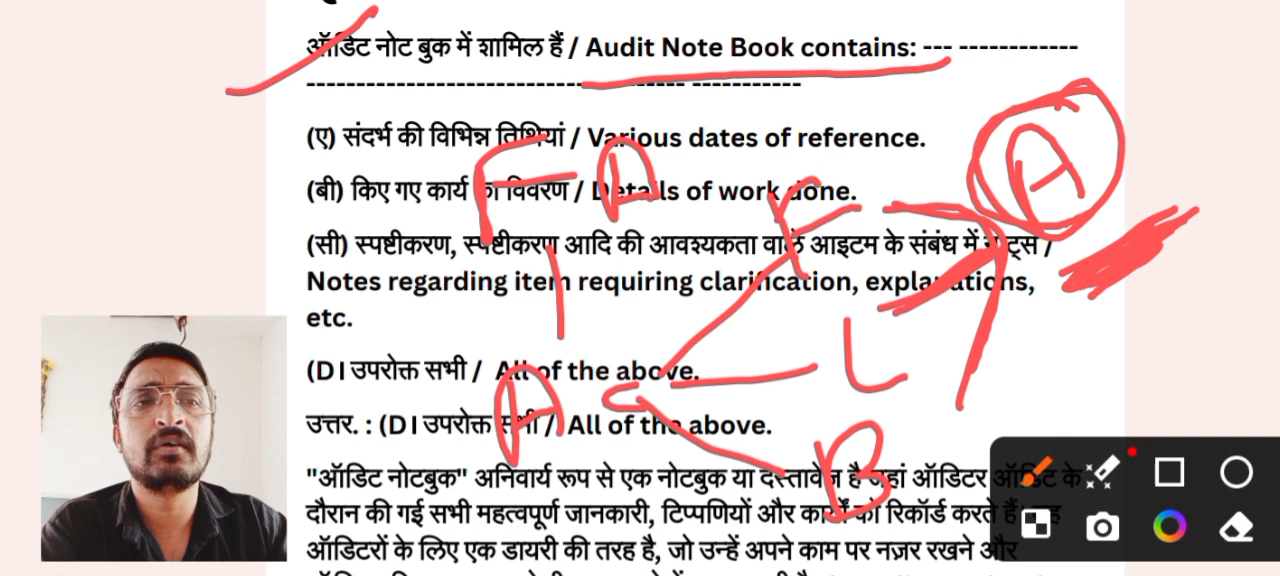 ऑडिट नोट बुक में शामिल हैं / Audit Note Book contains: --- ------------
-------------------------------------- -----------
(ए) संदर्भ की विभिन्न तिथियां / Various dates of reference.
(बी) किए गए कार्य का विवरण / Details of work done.
(सी) स्पष्टीकरण, स्पष्टीकरण आदि की आवश्यकता वाले आइटम के संबंध में नोट्स /
Notes regarding item requiring clarification, explanations,
etc.
(D I उपरोक्त सभी / All of the above.
उत्तर. : (D I उपरोक्त सभी / All of the above.
"ऑडिट नोटबुक" अनिवार्य रूप से एक नोटबुक या दस्तावेज है जहां ऑडिटर ऑडिट के
दौरान की गई सभी महत्वपूर्ण जानकारी, टिप्पणियों और कार्यों को रिकॉर्ड करते हैं।
ऑडिटरों के लिए एक डायरी की तरह है, जो उन्हें अपने काम पर नज़र रखने और
F A
F
A
L
A
B